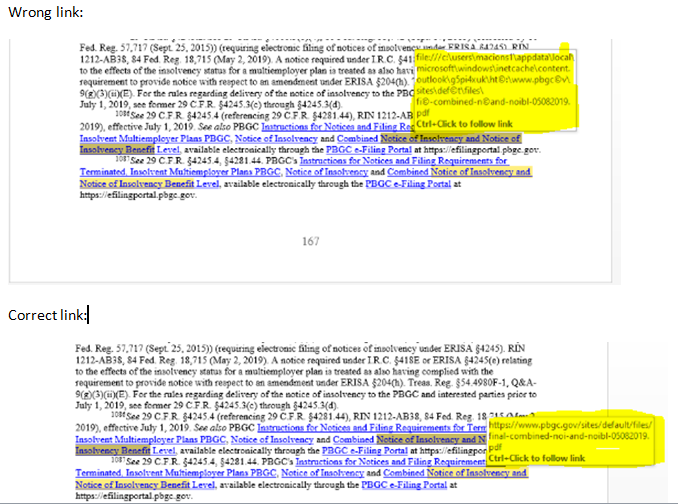 Wrong link:
Fed. Reg. 57,717 (Sept. 25, 2015)) (requiring electronic filing of notices of insolvency under ERISA §4245), RIN
1212-AB38, 84 Fed. Reg. 18,715 (May 2, 2019). A notice required under I.R.C. §41
to the effects of the insolvency status for a multiemployer plan is treated as also havi
requirement to provide notice with respect to an amendment under ERISA §204(h).
9(g)(3)(ii)(E). For the rules regarding delivery of the notice of insolvency to the PBC
July 1, 2019, see former 29 C.F.R. §4245.3(c) through §4245.3(d).
1086 See 29 C.F.R. §4245.4 (referencing 29 C.F.R. §4281.44), RIN 1212-AB
2019), effective July 1, 2019. See also PBGC Instructions for Notices and Filing Req
Insolvent Multiemployer Plans PBGC, Notice of Insolvency and Combined Notice of Insolvency and Notice of
Insolvency Benefit Level, available electronically through the PBGC e-Filing Portal at https://efilingportal.pbgc.gov.
1087 See 29 C.F.R. §4245.4, §4281.44. PBGC's Instructions for Notices and Filing Requirements for
Terminated, Insolvent Multiemployer Plans PBGC, Notice of Insolvency and Combined Notice of Insolvency and
Notice of Insolvency Benefit Level, available electronically through the PBGC e-Filing Portal at
https://efilingportal.pbgc.gov.
file:///c:\users\macions1\appdata\local\
microsoft\windows\inetcache\content.
outlook\g5pi4xuk\ht©t\www.pbgc©v\
sites\def©t\files\
fi©-combined-n©and-noibl-05082019.
pdf
Ctrl+Click to follow link
167
Correct link:
Fed. Reg. 57,717 (Sept. 25, 2015)) (requiring electronic filing of notices of insolvency under ERISA §4245). RIN
1212-AB38, 84 Fed. Reg. 18,715 (May 2, 2019). A notice required under I.R.C. §418E or ERISA §4245(e) relating
to the effects of the insolvency status for a multiemployer plan is treated as also having complied with the
requirement to provide notice with respect to an amendment under ERISA §204(h). Treas. Reg. §54.4980F-1, Q&A-
9(g)(3)(ii)(E). For the rules regarding delivery of the notice of insolvency to the PBGC and interested parties prior to
July 1, 2019, see former 29 C.F.R. §4245.3(c) through §4245.3(d).
1086 See 29 C.F.R. §4245.4 (referencing 29 C.F.R. §4281.44), RIN 1212-AB38, 84 Fed. Reg. 18,715 (May 2,
2019), effective July 1, 2019. See also PBGC Instructions for Notices and Filing Requirements for Term
Insolvent Multiemployer Plans PBGC, Notice of Insolvency and Combined Notice of Insolvency and N
Insolvency Benefit Level, available electronically through the PBGC e-Filing Portal at https://efilingpor
1087 See 29 C.F.R. §4245.4, §4281.44. PBGC's Instructions for Notices and Filing Requirement
Terminated, Insolvent Multiemployer Plans PBGC, Notice of Insolvency and Combined Notice of Insolvency and
Notice of Insolvency Benefit Level, available electronically through the PBGC e-Filing Portal at
https://efilingportal.pbgc.gov.
https://www.pbgc.gov/sites/default/files/
final-combined-noi-and-noibl-05082019.
pdf
Ctrl+Click to follow link